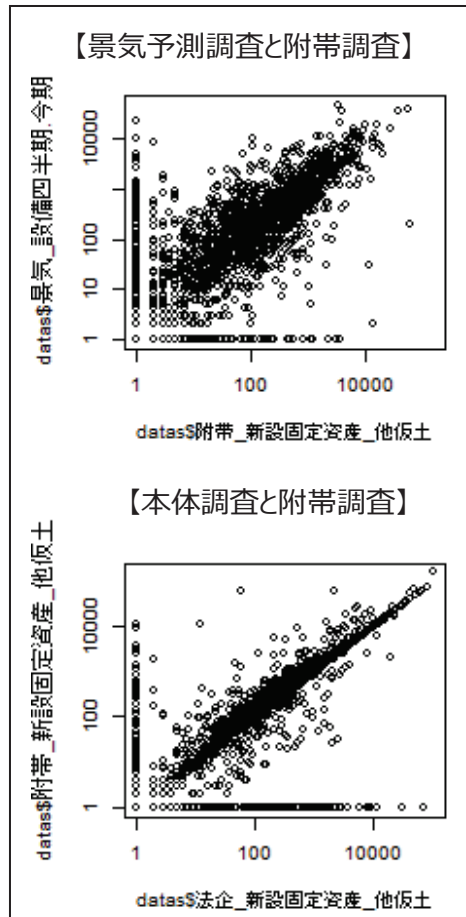 【景気予測調査と附帯調査】
datas$景気_設備四半期.今期
10000
100
10
1
1
100
10000
datas$附帯_新設固定資産_他仮土
【本体調査と附帯調査】
datas$附帯_新設固定資産_他仮土
10000
100
1
1
100
10000
datas$法企_新設固定資産_他仮土